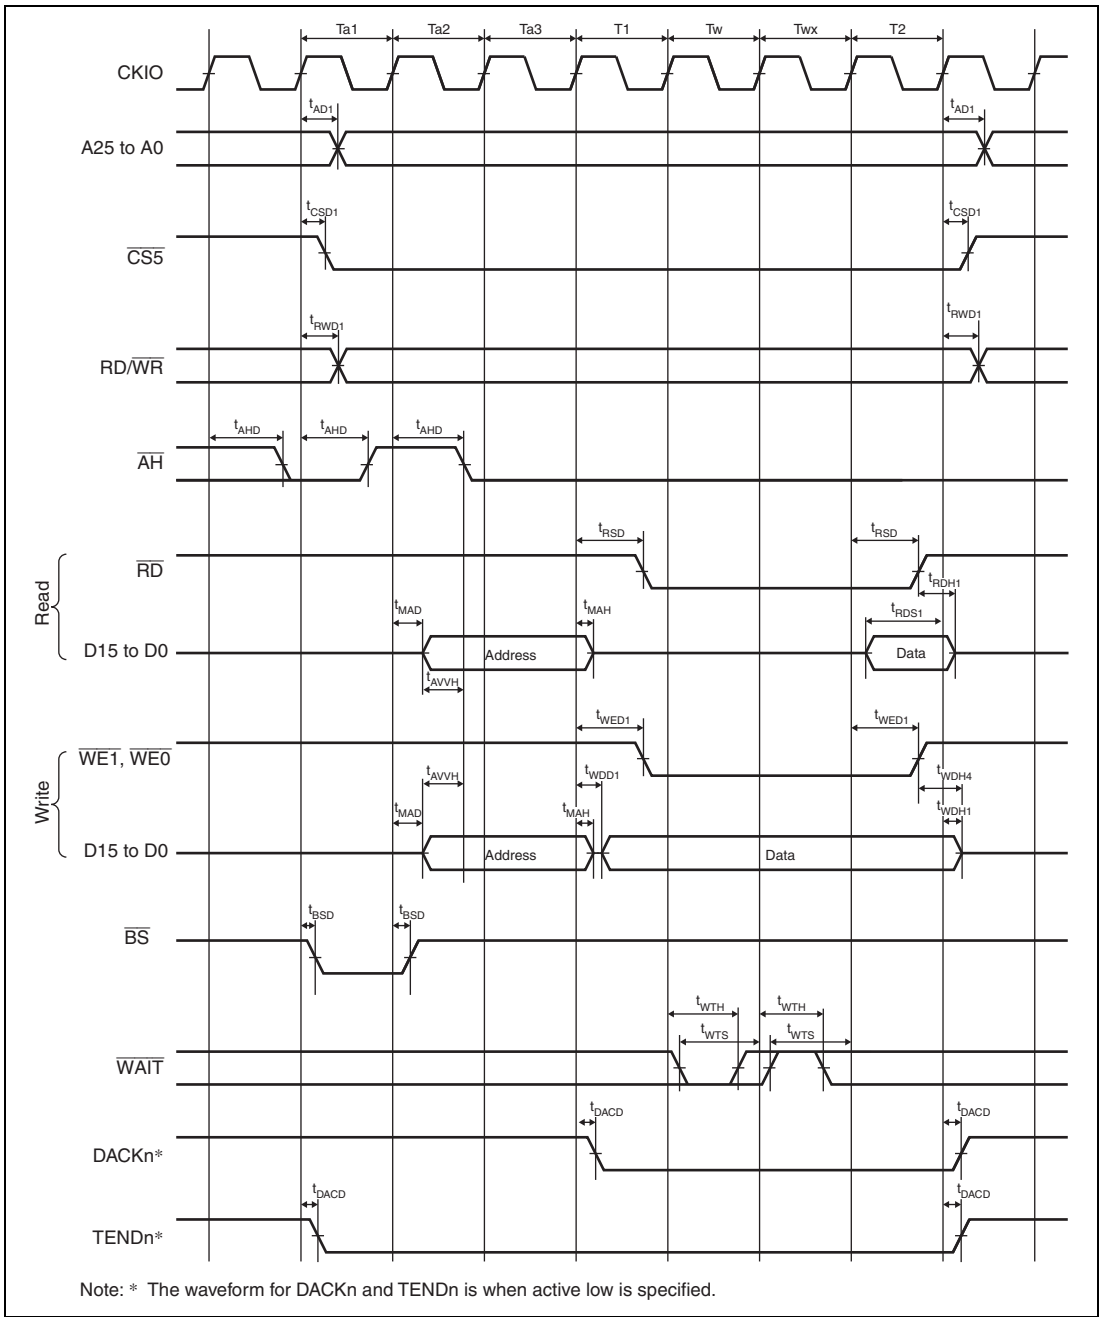 Ta1 Ta2 Ta3 T1 Tw Twx T2
CKIO
tAD1 tAD1
A25 to A0
tCSD1 tCSD1
CS5
tRWD1 tRWD1
RD/WR
tAHD tAHD tAHD
AH
tRSD tRSD
RD
tRDH1
Read
tMAD tMAH tRDS1
D15 to D0 Address Data
tAVVH
tWED1 tWED1
WE1, WE0
tAVVH tWDD1 tWDH4
Write
tMAD tMAH tWDH1
D15 to D0 Address Data
tBSD tBSD
BS
tWTH tWTH
tWTS tWTS
WAIT
tDACD tDACD
DACKn*
tDACD tDACD
TENDn*
Note: * The waveform for DACKn and TENDn is when active low is specified.